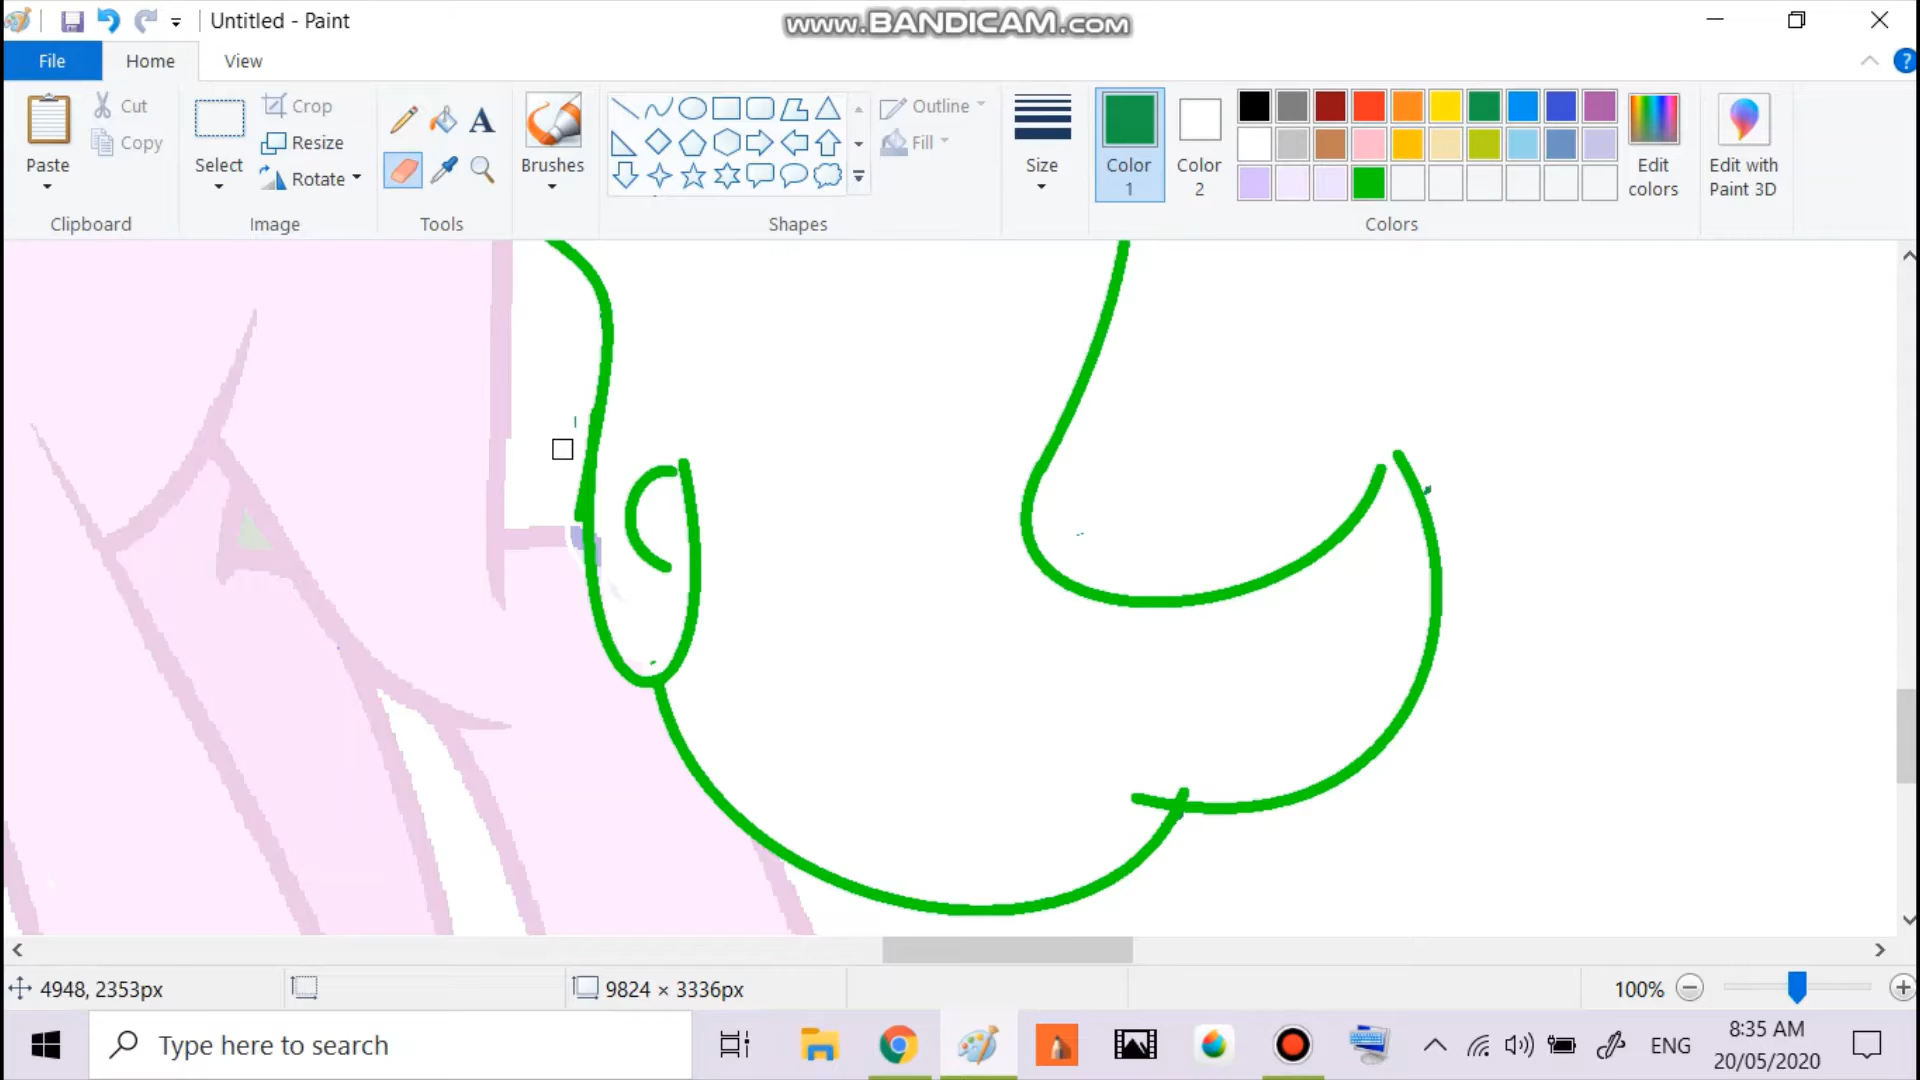 Untitled - Paint
www.BANDICAM.com
File
Home
View
Paste
Cut
Copy
Clipboard
Select
Crop
Resize
Rotate
Image
A
Tools
Brushes
Shapes
Outline
Fill
Size
Color 1
Color 2
Edit colors
Colors
Edit with Paint 3D
?
4948, 2353px
9824 × 3336px
100%
Type here to search
ENG
8:35 AM
20/05/2020